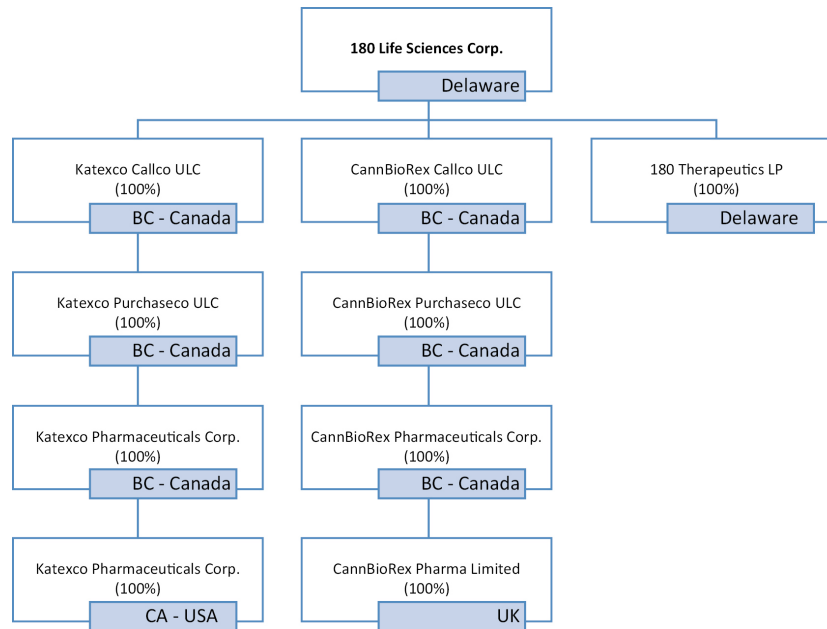 180 Life Sciences Corp.
Delaware
Katexco Callco ULC
(100%)
BC - Canada
CannBioRex Callco ULC
(100%)
BC - Canada
180 Therapeutics LP
(100%)
Delaware
Katexco Purchaseco ULC
(100%)
BC - Canada
CannBioRex Purchaseco ULC
(100%)
BC - Canada
Katexco Pharmaceuticals Corp.
(100%)
BC - Canada
CannBioRex Pharmaceuticals Corp.
(100%)
BC - Canada
Katexco Pharmaceuticals Corp.
(100%)
CA - USA
CannBioRex Pharma Limited
(100%)
UK